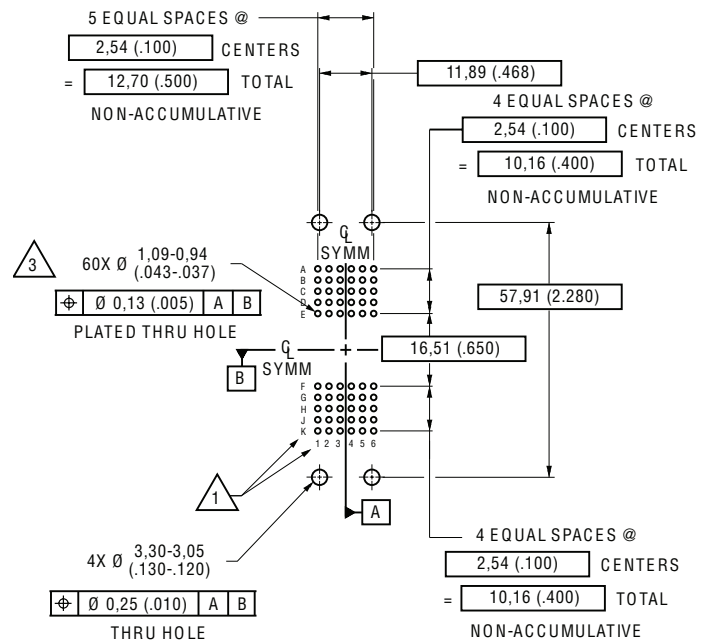 5 EQUAL SPACES @
2,54 (.100) CENTERS
= 12,70 (.500) TOTAL
NON-ACCUMULATIVE
11,89 (.468)
4 EQUAL SPACES @
2,54 (.100) CENTERS
= 10,16 (.400) TOTAL
NON-ACCUMULATIVE
℄
SYMM
3
60X Ø 1,09-0,94
(.043-.037)
⌖ Ø 0,13 (.005) A B
PLATED THRU HOLE
A
B
C
D
E
57,91 (2.280)
16,51 (.650)
℄
SYMM
B
F
G
H
J
K
1 2 3 4 5 6
1
A
4X Ø 3,30-3,05
(.130-.120)
⌖ Ø 0,25 (.010) A B
THRU HOLE
4 EQUAL SPACES @
2,54 (.100) CENTERS
= 10,16 (.400) TOTAL
NON-ACCUMULATIVE